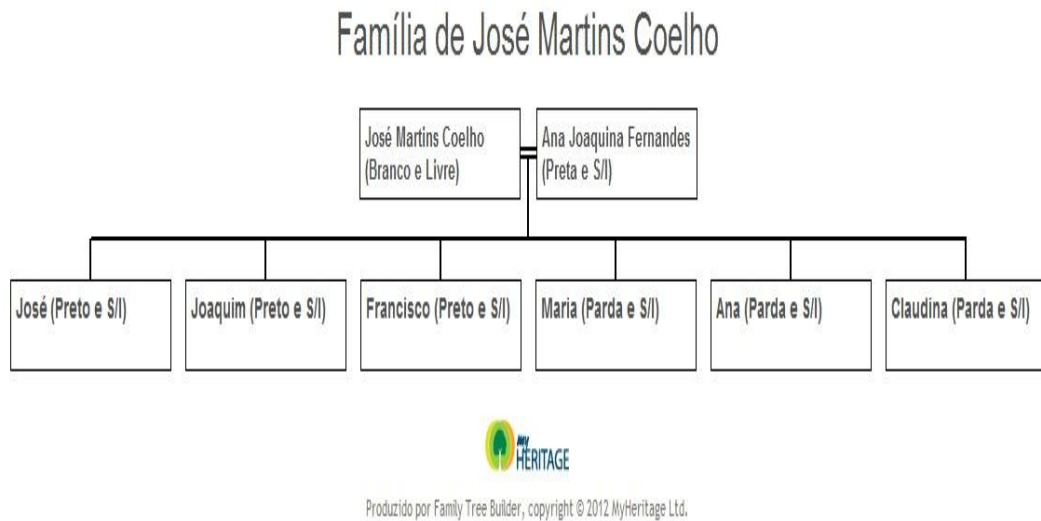 Família de José Martins Coelho
José Martins Coelho
(Branco e Livre)
Ana Joaquina Fernandes
(Preta e S/I)
José (Preto e S/I)
Joaquim (Preto e S/I)
Francisco (Preto e S/I)
Maria (Parda e S/I)
Ana (Parda e S/I)
Claudina (Parda e S/I)
MY
HERITAGE
Produzido por Family Tree Builder, copyright © 2012 MyHeritage Ltd.